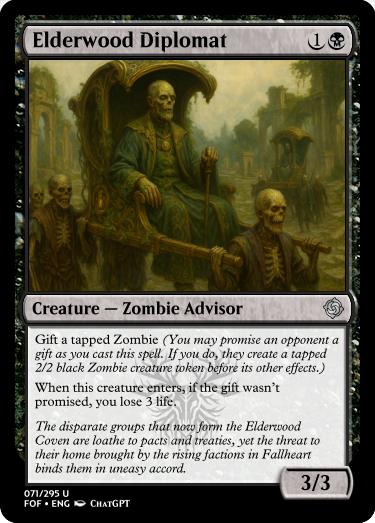 Elderwood Diplomat 1
Creature — Zombie Advisor
Gift a tapped Zombie (You may promise an opponent a
gift as you cast this spell. If you do, they create a tapped
2/2 black Zombie creature token before its other effects.)
When this creature enters, if the gift wasn't
promised, you lose 3 life.
The disparate groups that now form the Elderwood
Coven are loathe to pacts and treaties, yet the threat to
their home brought by the rising factions in Fallheart
binds them in uneasy accord.
3/3
071/295 U
FOF • ENG ChatGPT